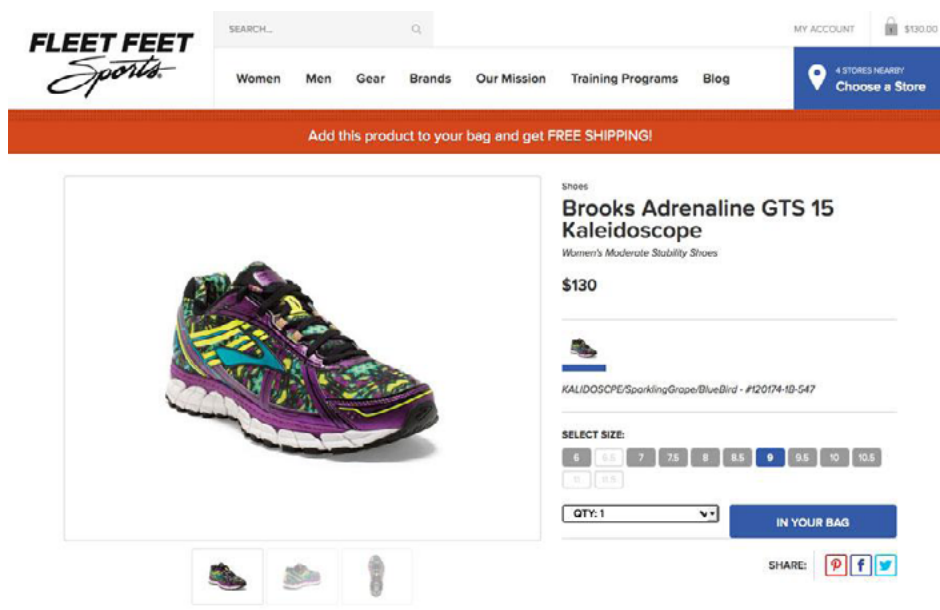 FLEET FEET
Sports
SEARCH...
MY ACCOUNT
1
$130.00
Women Men Gear Brands Our Mission Training Programs Blog
4 STORES NEARBY
Choose a Store
Add this product to your bag and get FREE SHIPPING!
Shoes
Brooks Adrenaline GTS 15
Kaleidoscope
Women's Moderate Stability Shoes
$130
KALIDOSCPE/SparklingGrape/BlueBird - #120174-1B-547
SELECT SIZE:
6 6.5 7 7.5 8 8.5 9 9.5 10 10.5
11 11.5
QTY: 1
IN YOUR BAG
SHARE: